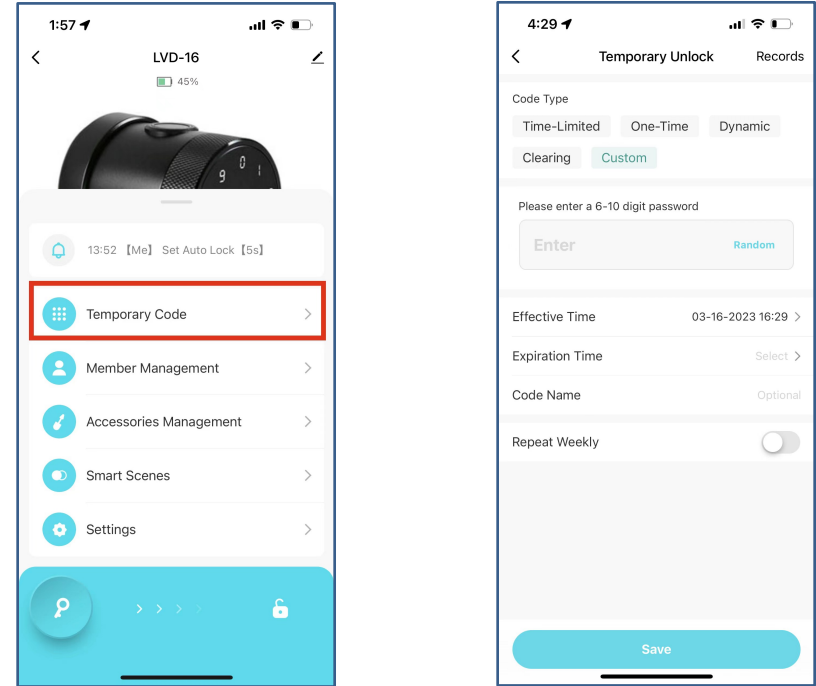 1:57
LVD-16
45%
9 0 1
13:52 【Me】 Set Auto Lock【5s】
Temporary Code
Member Management
Accessories Management
Smart Scenes
Settings
4:29
Temporary Unlock Records
Code Type
Time-Limited One-Time Dynamic
Clearing Custom
Please enter a 6-10 digit password
Enter Random
Effective Time 03-16-2023 16:29
Expiration Time Select
Code Name Optional
Repeat Weekly
Save